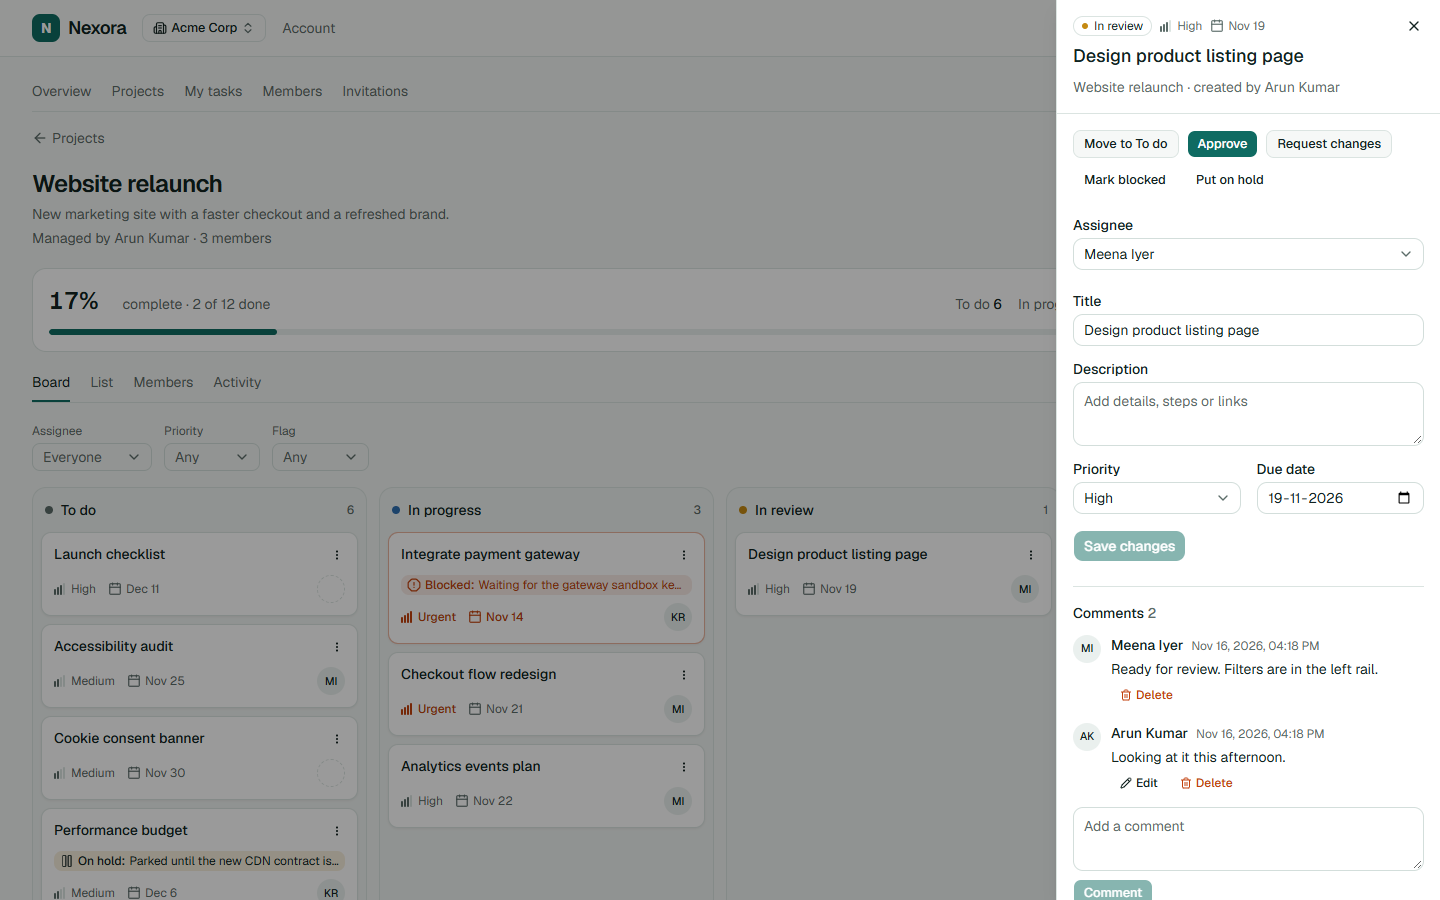 N Nexora Acme Corp Account
Overview Projects My tasks Members Invitations
Projects
Website relaunch
New marketing site with a faster checkout and a refreshed brand.
Managed by Arun Kumar · 3 members
17% complete · 2 of 12 done To do 6
Board List Members Activity
Assignee Priority Flag
Everyone Any Any
To do 6
Launch checklist
High Dec 11
Accessibility audit
Medium Nov 25 MI
Cookie consent banner
Medium Nov 30
Performance budget
On hold: Parked until the new CDN contract is...
Medium Dec 6 KR
In progress 3
Integrate payment gateway
Blocked: Waiting for the gateway sandbox ke...
Urgent Nov 14 KR
Checkout flow redesign
Urgent Nov 21 MI
Analytics events plan
High Nov 22 MI
In review 1
Design product listing page
High Nov 19 MI
In review High Nov 19
Design product listing page
Website relaunch · created by Arun Kumar
Move to To do Approve Request changes
Mark blocked Put on hold
Assignee
Meena Iyer
Title
Design product listing page
Description
Add details, steps or links
Priority Due date
High 19-11-2026
Save changes
Comments 2
MI Meena Iyer Nov 16, 2026, 04:18 PM
Ready for review. Filters are in the left rail.
Delete
AK Arun Kumar Nov 16, 2026, 04:18 PM
Looking at it this afternoon.
Edit Delete
Add a comment
Comment